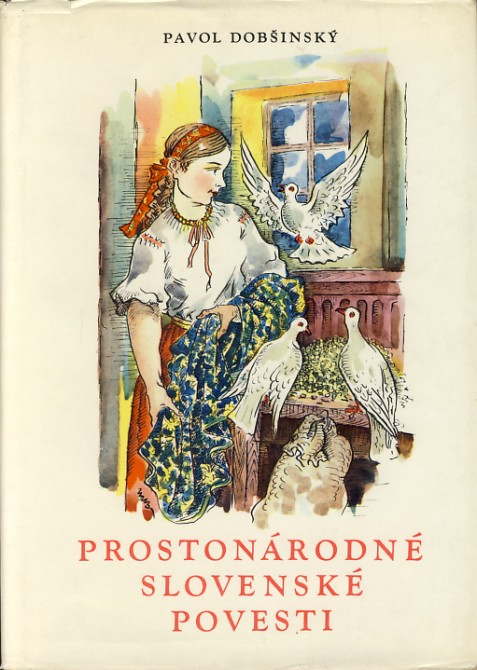 PAVOL DOBŠINSKÝ
PROSTONÁRODNÉ
SLOVENSKÉ
POVESTI